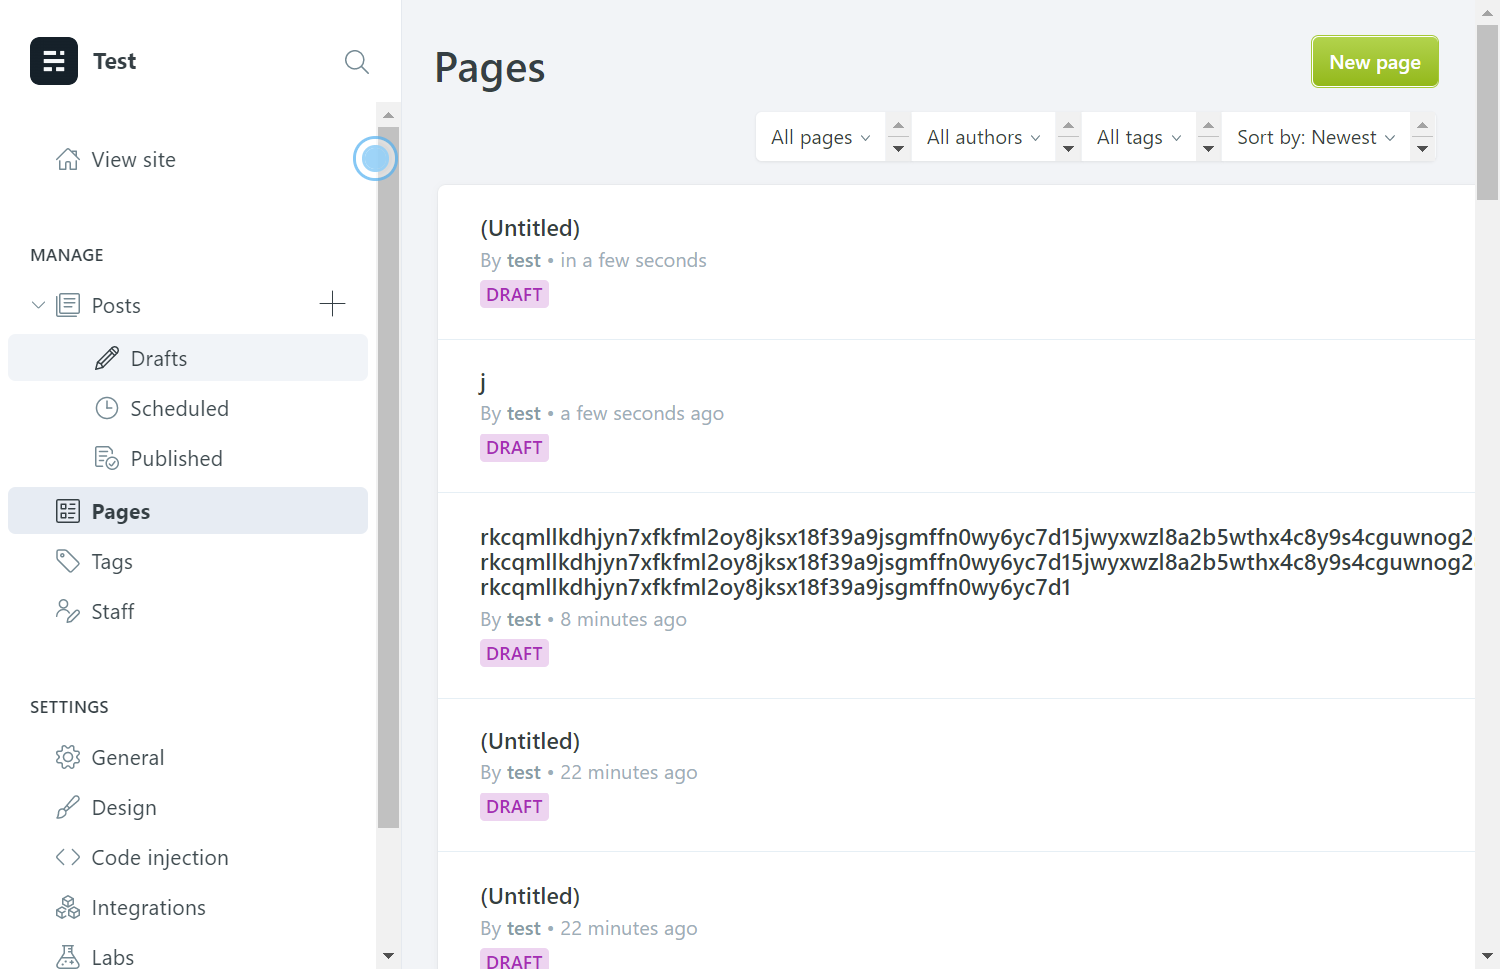 Test
View site
MANAGE
Posts
Drafts
Scheduled
Published
Pages
Tags
Staff
SETTINGS
General
Design
Code injection
Integrations
Labs
Pages
New page
All pages
All authors
All tags
Sort by: Newest
(Untitled)
By test • in a few seconds
DRAFT
j
By test • a few seconds ago
DRAFT
rkcqmllkdhjyn7xfkfml2oy8jksx18f39a9jsgmffn0wy6yc7d15jwyxwzl8a2b5wthx4c8y9s4cguwnog2
rkcqmllkdhjyn7xfkfml2oy8jksx18f39a9jsgmffn0wy6yc7d15jwyxwzl8a2b5wthx4c8y9s4cguwnog2
rkcqmllkdhjyn7xfkfml2oy8jksx18f39a9jsgmffn0wy6yc7d1
By test • 8 minutes ago
DRAFT
(Untitled)
By test • 22 minutes ago
DRAFT
(Untitled)
By test • 22 minutes ago
DRAFT